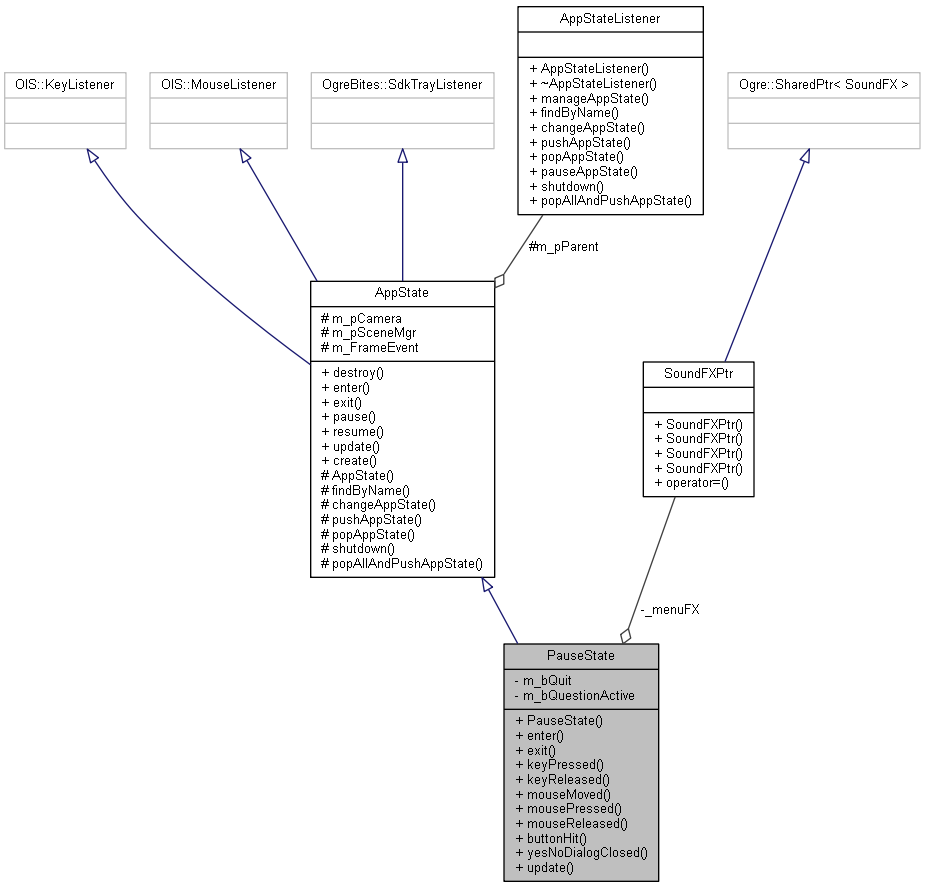 AppStateListener
+ AppStateListener()
+ ~AppStateListener()
+ manageAppState()
+ findByName()
+ changeAppState()
+ pushAppState()
+ popAppState()
+ pauseAppState()
+ shutdown()
+ popAllAndPushAppState()
OIS::KeyListener
OIS::MouseListener
OgreBites::SdkTrayListener
Ogre::SharedPtr< SoundFX >
#m_pParent
AppState
# m_pCamera
# m_pSceneMgr
# m_FrameEvent
+ destroy()
+ enter()
+ exit()
+ pause()
+ resume()
+ update()
+ create()
# AppState()
# findByName()
# changeAppState()
# pushAppState()
# popAppState()
# shutdown()
# popAllAndPushAppState()
SoundFXPtr
+ SoundFXPtr()
+ SoundFXPtr()
+ SoundFXPtr()
+ SoundFXPtr()
+ operator=()
-_menuFX
PauseState
- m_bQuit
- m_bQuestionActive
+ PauseState()
+ enter()
+ exit()
+ keyPressed()
+ keyReleased()
+ mouseMoved()
+ mousePressed()
+ mouseReleased()
+ buttonHit()
+ yesNoDialogClosed()
+ update()